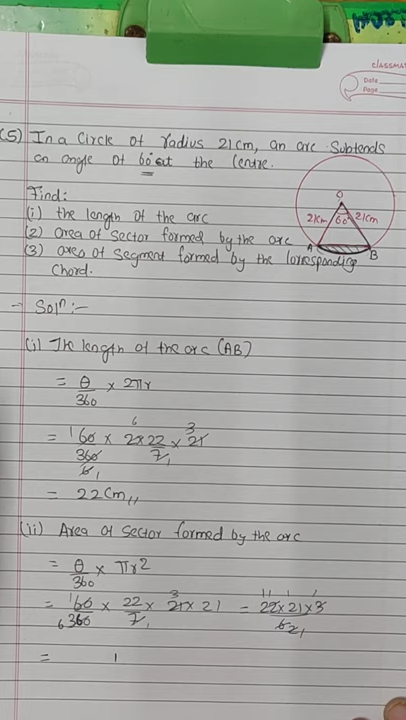 classmate
Date
Page
(5) In a Circle of radius 21cm, an arc Subtends
an angle of 60° at the Centre.
Find:
(i) the length of the arc
(2) area of Sector formed by the arc
(3) area of Segment formed by the Corresponding
Chord.
O
21cm 60° 21cm
A B
→ Solⁿ:-
(i) The length of the arc (AB)
= θ/360 × 2πr
= 60/360 × 2×22/7 × 21
= 22cm
(ii) Area of Sector formed by the arc
= θ/360 × πr2
= 60/360 × 22/7 × 21×21 = 22×21×3/6
=